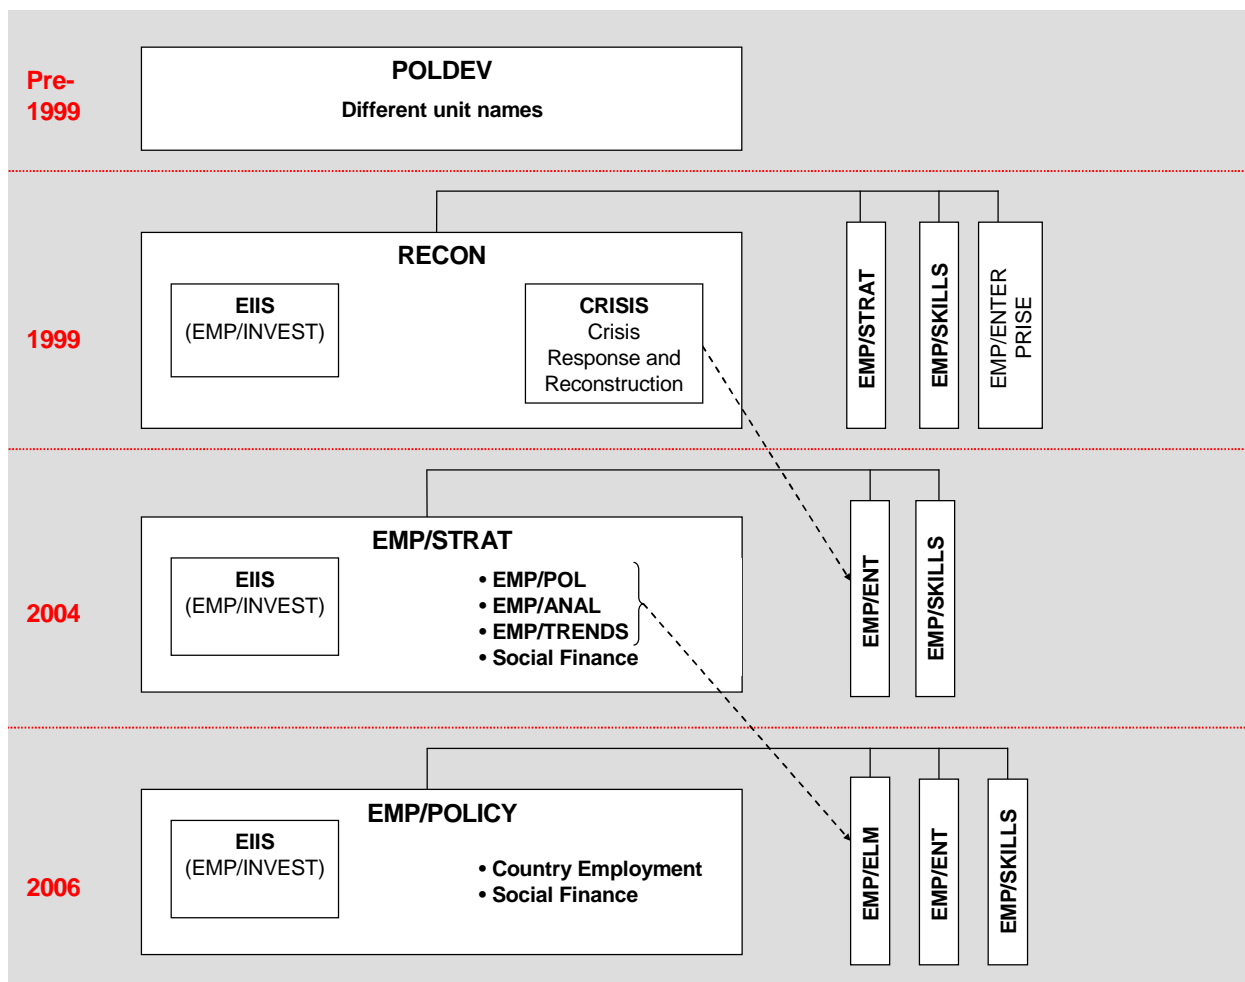 Pre-
1999
POLDEV
Different unit names
1999
RECON
EIIS
(EMP/INVEST)
CRISIS
Crisis
Response and
Reconstruction
EMP/STRAT
EMP/SKILLS
EMP/ENTER
PRISE
2004
EMP/STRAT
EIIS
(EMP/INVEST)
• EMP/POL
• EMP/ANAL
• EMP/TRENDS
• Social Finance
EMP/ENT
EMP/SKILLS
2006
EMP/POLICY
EIIS
(EMP/INVEST)
• Country Employment
• Social Finance
EMP/ELM
EMP/ENT
EMP/SKILLS